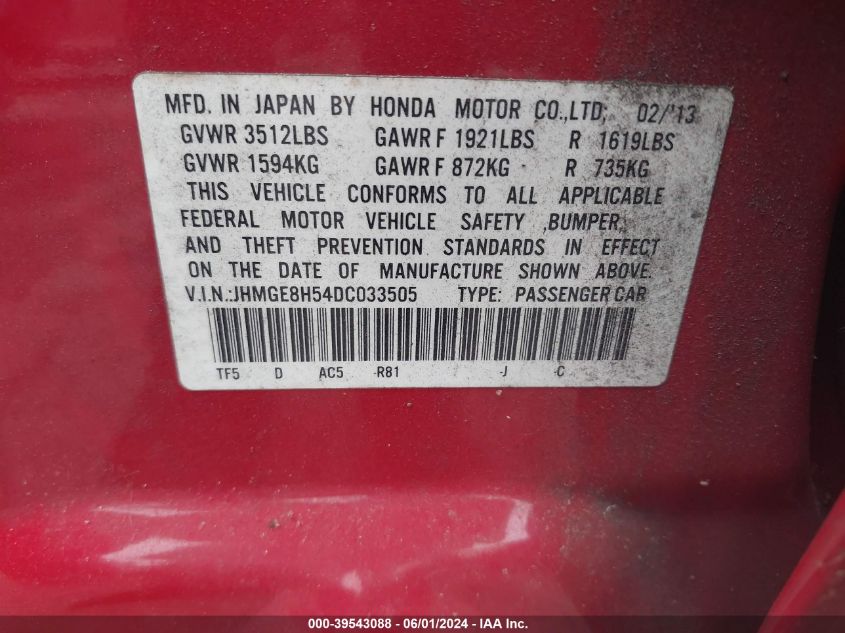 MFD. IN JAPAN BY HONDA MOTOR CO.,LTD; 02/'13
GVWR 3512LBS GAWR F 1921LBS R 1619LBS
GVWR 1594KG GAWR F 872KG R 735KG
THIS VEHICLE CONFORMS TO ALL APPLICABLE
FEDERAL MOTOR VEHICLE SAFETY ,BUMPER,
AND THEFT PREVENTION STANDARDS IN EFFECT
ON THE DATE OF MANUFACTURE SHOWN ABOVE.
V.I.N.:JHMGE8H54DC033505 TYPE: PASSENGER CAR
TF5 D AC5 -R81 -J -C
000-39543088 - 06/01/2024 - IAA Inc.